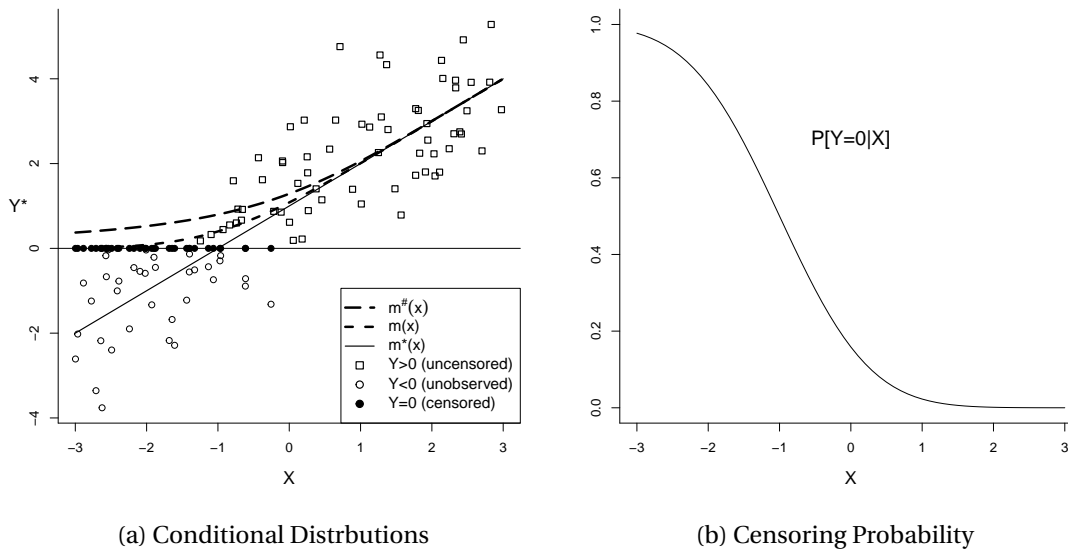 Y*
4
2
0
−2
−4
−3 −2 −1 0 1 2 3
X
m#(x)
m(x)
m*(x)
Y>0 (uncensored)
Y<0 (unobserved)
Y=0 (censored)
(a) Conditional Distrbutions
1.0
0.8
0.6
0.4
0.2
0.0
P[Y=0|X]
−3 −2 −1 0 1 2 3
X
(b) Censoring Probability